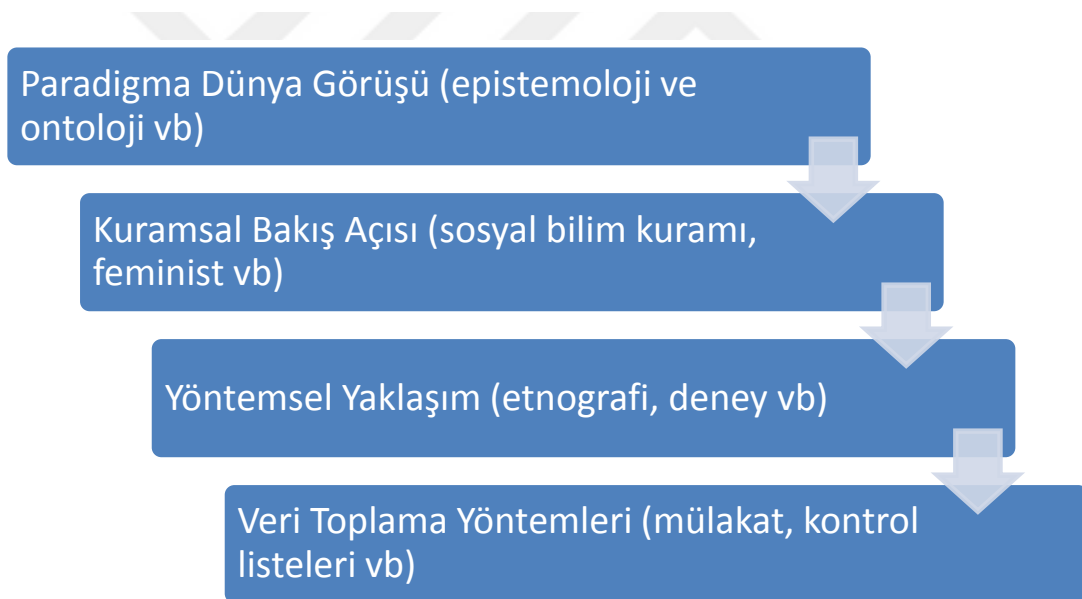 Paradigma Dünya Görüşü (epistemoloji ve
ontoloji vb)
Kuramsal Bakış Açısı (sosyal bilim kuramı,
feminist vb)
Yöntemsel Yaklaşım (etnografi, deney vb)
Veri Toplama Yöntemleri (mülakat, kontrol
listeleri vb)